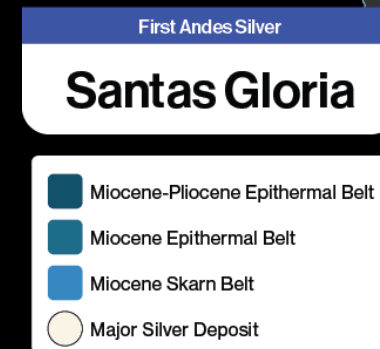 First Andes Silver
Santas Gloria
Miocene-Pliocene Epithermal Belt
Miocene Epithermal Belt
Miocene Skarn Belt
Major Silver Deposit